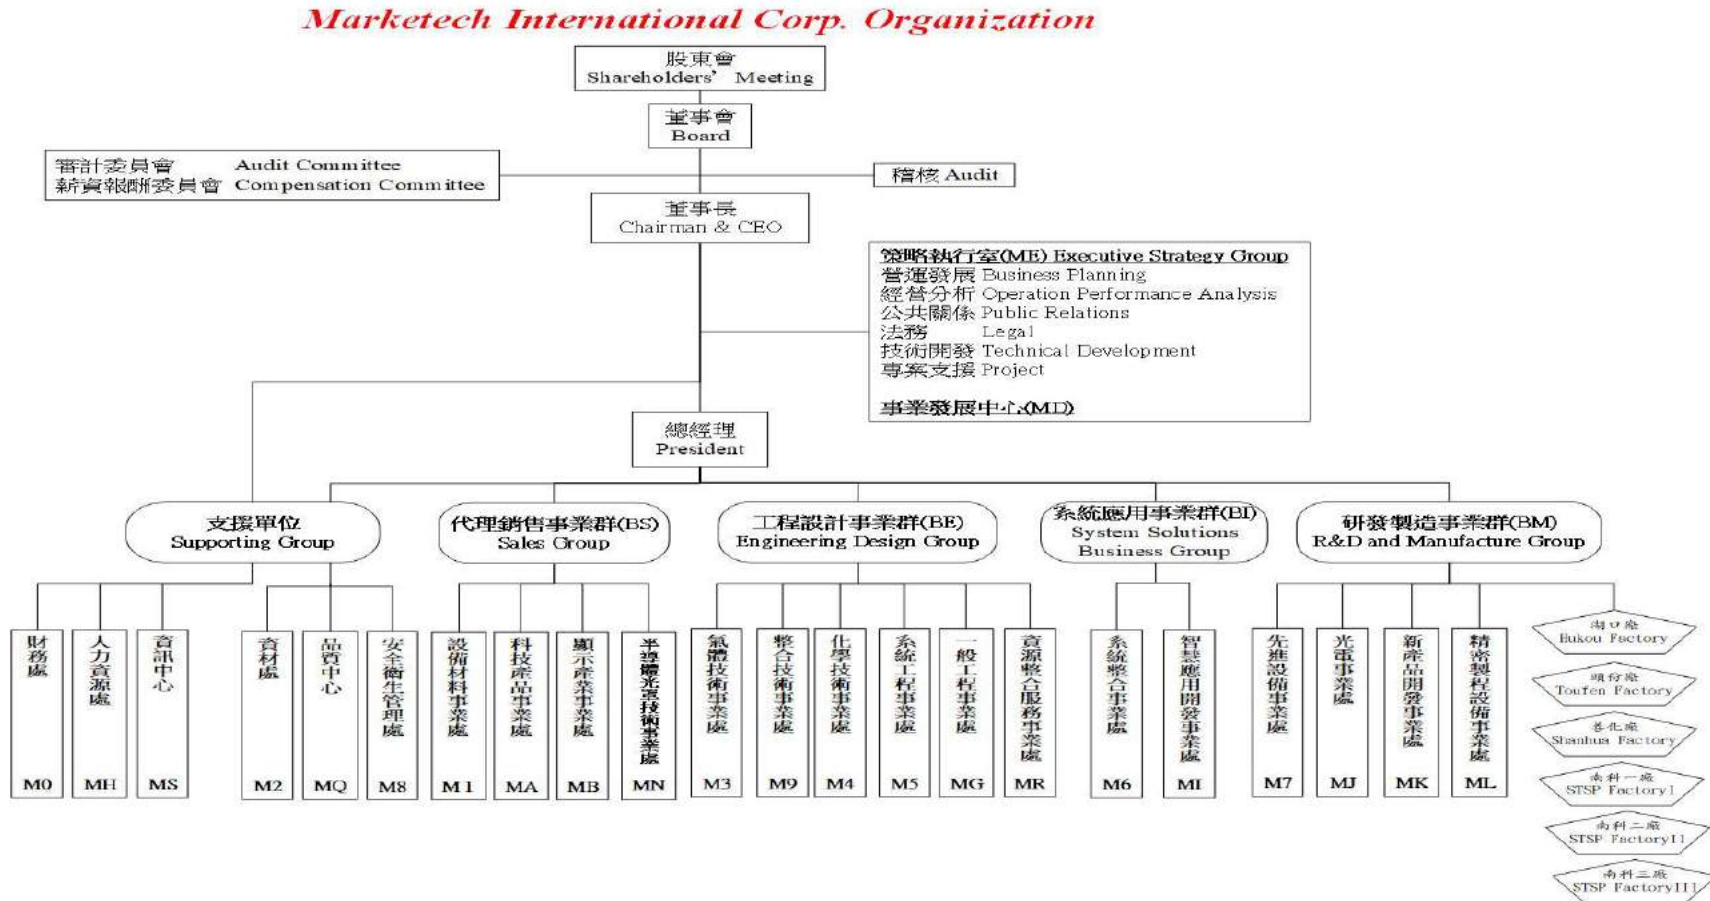 Marketech International Corp. Organization
股東會
Shareholders' Meeting
董事會
Board
審計委員會 Audit Committee
薪資報酬委員會 Compensation Committee
稽核 Audit
董事長
Chairman & CEO
策略執行室(ME) Executive Strategy Group
營運發展 Business Planning
經營分析 Operation Performance Analysis
公共關係 Public Relations
法務 Legal
技術開發 Technical Development
專案支援 Project
事業發展中心(MD)
總經理
President
支援單位
Supporting Group
代理銷售事業群(BS)
Sales Group
工程設計事業群(BE)
Engineering Design Group
系統應用事業群(BI)
System Solutions
Business Group
研發製造事業群(BM)
R&D and Manufacture Group
財務處
M0
人力資源處
MH
資訊中心
MS
資材處
M2
品質中心
MQ
安全衛生管理處
M8
設備材料事業處
M1
科技產品事業處
MA
顯示產業事業處
MB
半導體光電技術事業處
MN
氣體技術事業處
M3
整合技術事業處
M9
化學技術事業處
M4
系統工程事業處
M5
一般工程事業處
MG
資源整合服務事業處
MR
系統整合事業處
M6
智慧應用開發事業處
MI
先進設備事業處
M7
光電事業處
MJ
新產品開發事業處
MK
精密製程設備事業處
ML
湖口廠
Hukou Factory
頭份廠
Toufen Factory
善化廠
Shanhua Factory
南科一廠
STSP FactoryI
南科二廠
STSP FactoryII
南科三廠
STSP FactoryIII